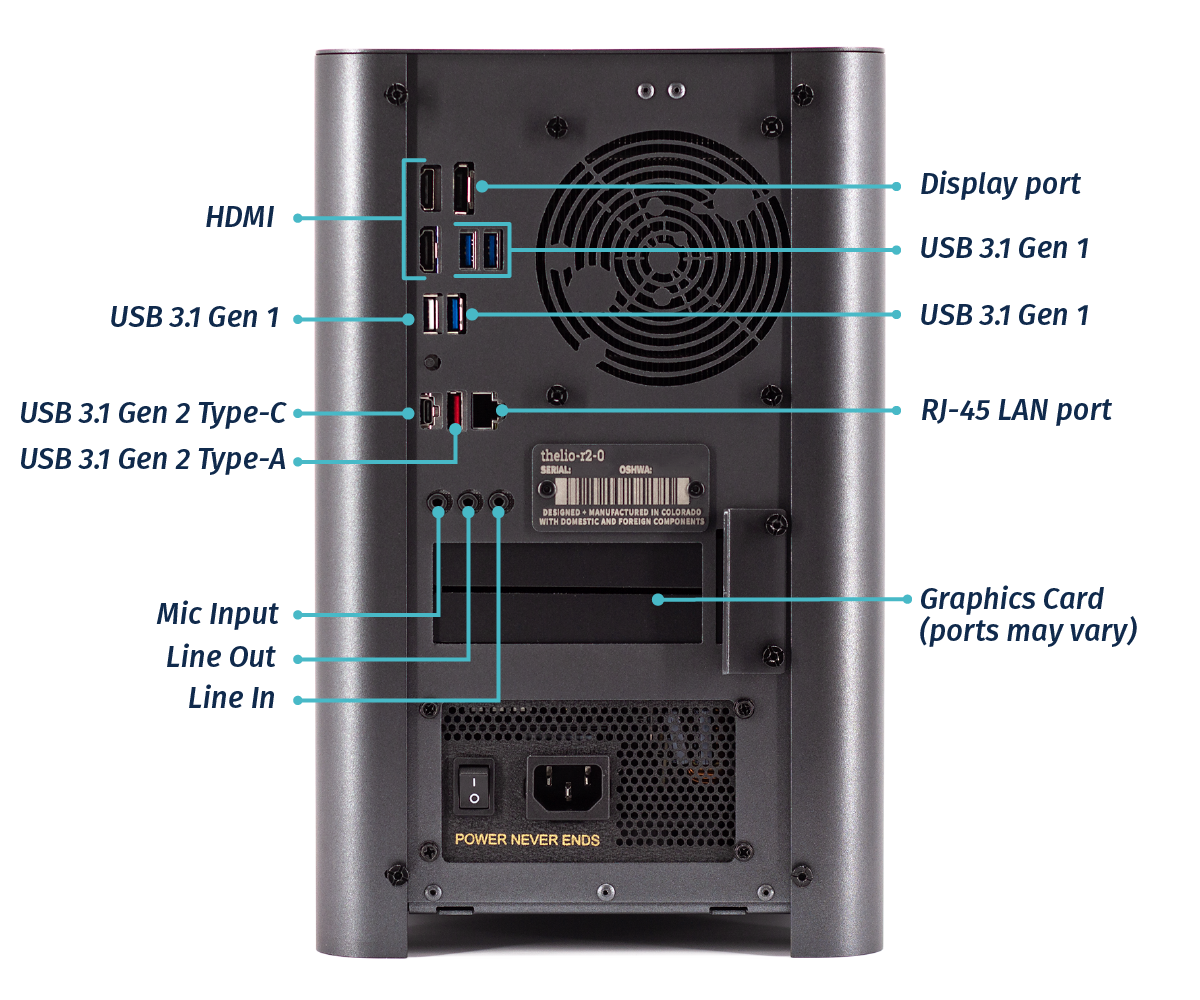 HDMI
Display port
USB 3.1 Gen 1
USB 3.1 Gen 1
USB 3.1 Gen 1
USB 3.1 Gen 2 Type-C
RJ-45 LAN port
USB 3.1 Gen 2 Type-A
thelio-r2-0
SERIAL: OSHWA:
DESIGNED + MANUFACTURED IN COLORADO
WITH DOMESTIC AND FOREIGN COMPONENTS
Mic Input
Graphics Card
(ports may vary)
Line Out
Line In
POWER NEVER ENDS